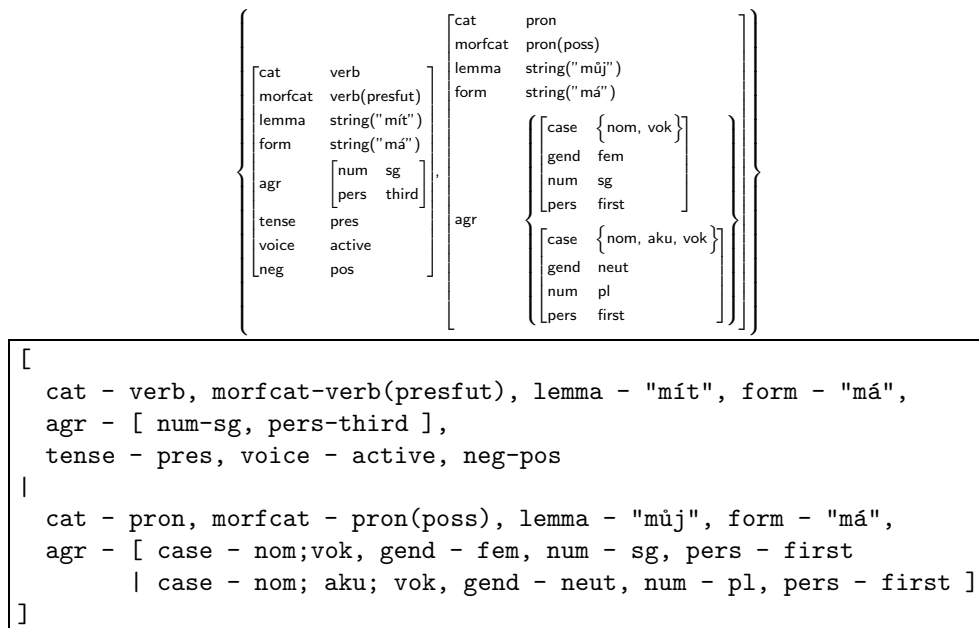 cat verb
morfcat verb(presfut)
lemma string("mít")
form string("má")
agr num sg
pers third
tense pres
voice active
neg pos
,
cat pron
morfcat pron(poss)
lemma string("můj")
form string("má")
agr
case {nom, vok}
gend fem
num sg
pers first
case {nom, aku, vok}
gend neut
num pl
pers first
[
cat - verb, morfcat-verb(presfut), lemma - "mít", form - "má",
agr - [ num-sg, pers-third ],
tense - pres, voice - active, neg-pos
|
cat - pron, morfcat - pron(poss), lemma - "můj", form - "má",
agr - [ case - nom;vok, gend - fem, num - sg, pers - first
| case - nom; aku; vok, gend - neut, num - pl, pers - first ]
]